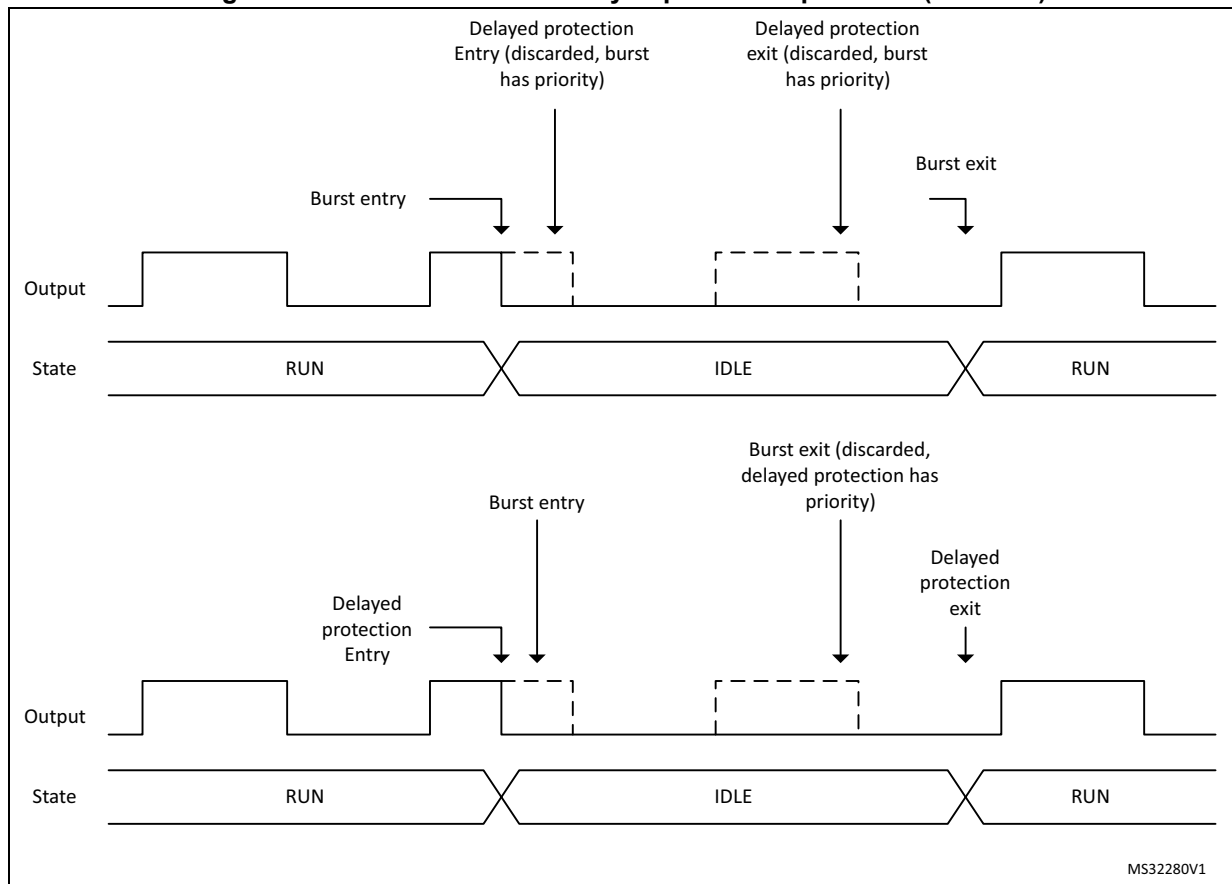 Delayed protection
Entry (discarded, burst
has priority)
Delayed protection
exit (discarded, burst
has priority)
Burst exit
Burst entry
Output
State
RUN
IDLE
RUN
Burst exit (discarded,
delayed protection has
priority)
Burst entry
Delayed
protection
exit
Delayed
protection
Entry
Output
State
RUN
IDLE
RUN
MS32280V1